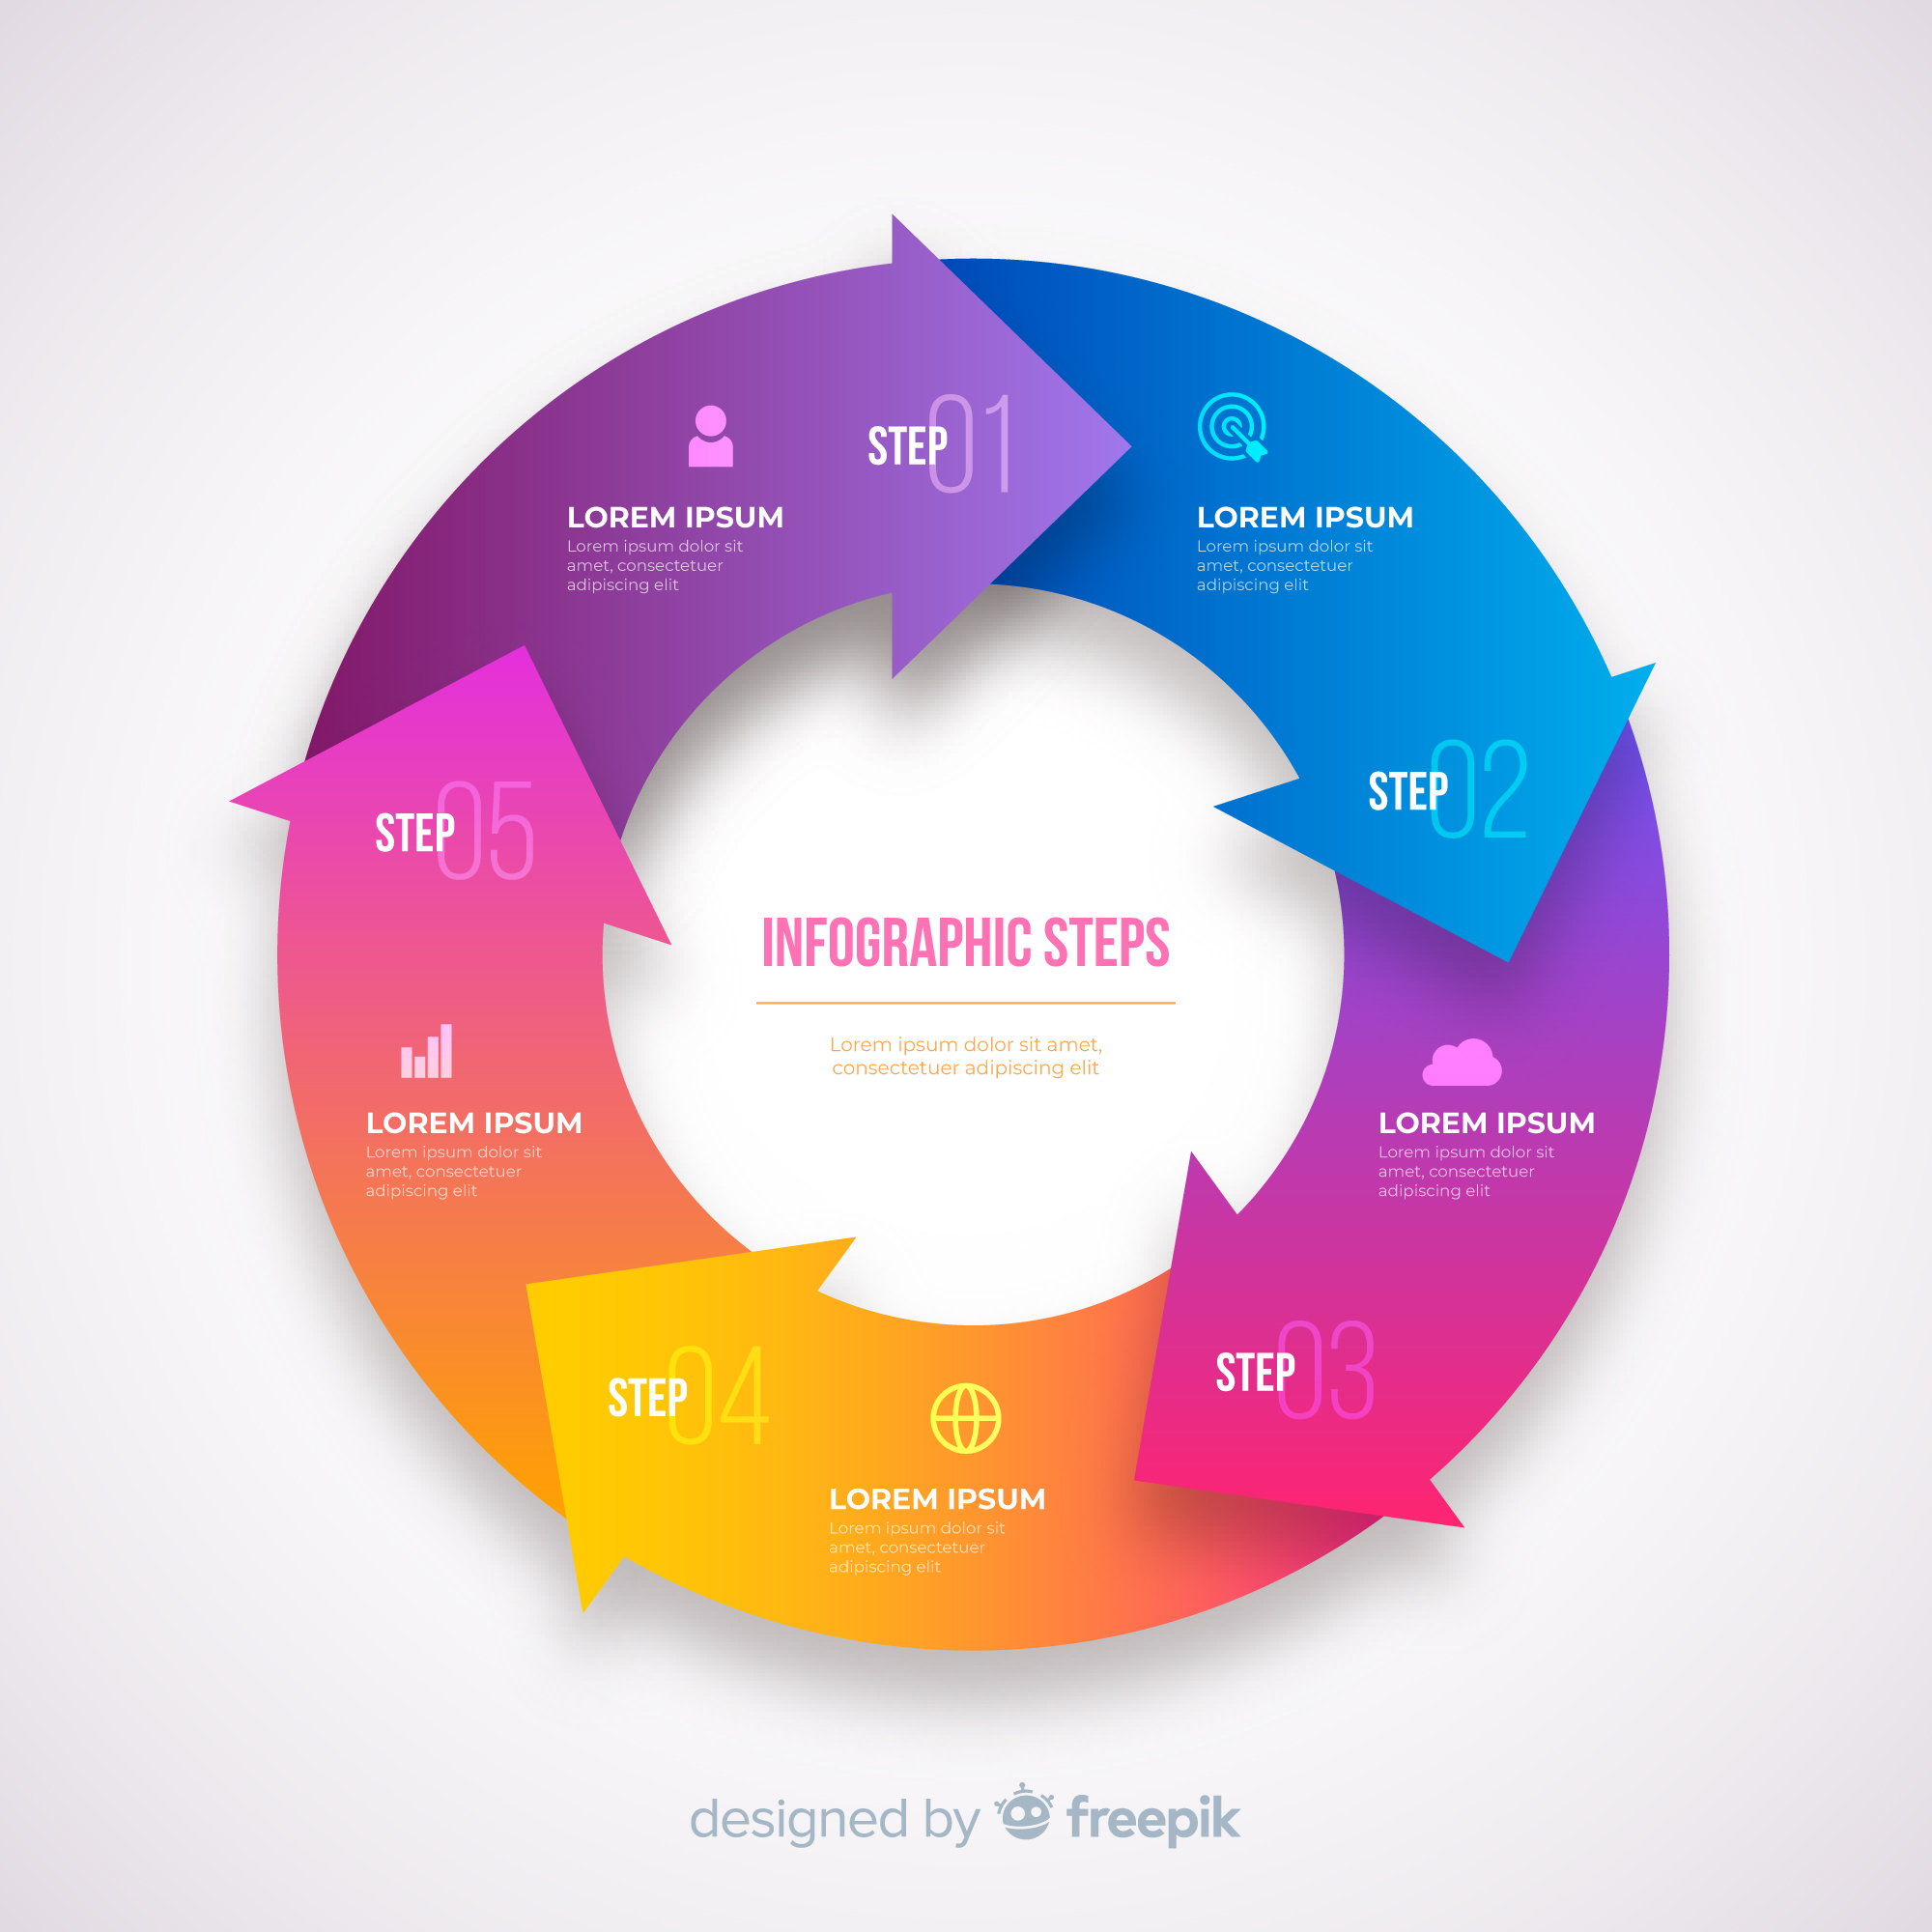 STEP 01
LOREM IPSUM
Lorem ipsum dolor sit
amet, consectetuer
adipiscing elit
LOREM IPSUM
Lorem ipsum dolor sit
amet, consectetuer
adipiscing elit
STEP 02
LOREM IPSUM
Lorem ipsum dolor sit
amet, consectetuer
adipiscing elit
STEP 03
LOREM IPSUM
Lorem ipsum dolor sit
amet, consectetuer
adipiscing elit
STEP 04
LOREM IPSUM
Lorem ipsum dolor sit
amet, consectetuer
adipiscing elit
STEP 05
INFOGRAPHIC STEPS
Lorem ipsum dolor sit amet,
consectetuer adipiscing elit
designed by freepik